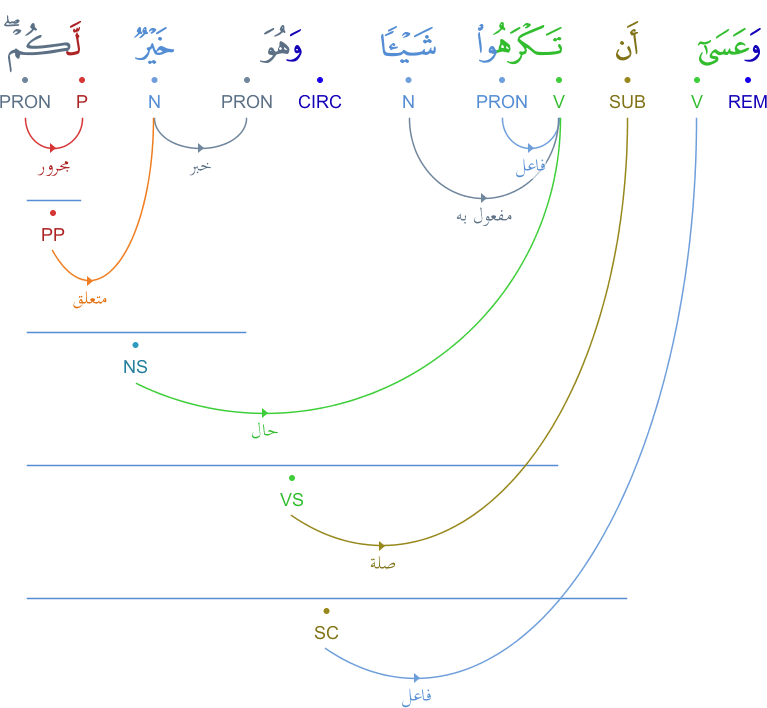 وَعَسَىٰٓ أَن تَكْرَهُوا۟ شَيْـًٔا وَهُوَ خَيْرٌ لَّكُمْ ۖ
REM V SUB V PRON N CIRC PRON N P PRON
فاعل خبر مجرور
مفعول به
PP
متعلق
NS
حال
VS
صلة
SC
فاعل